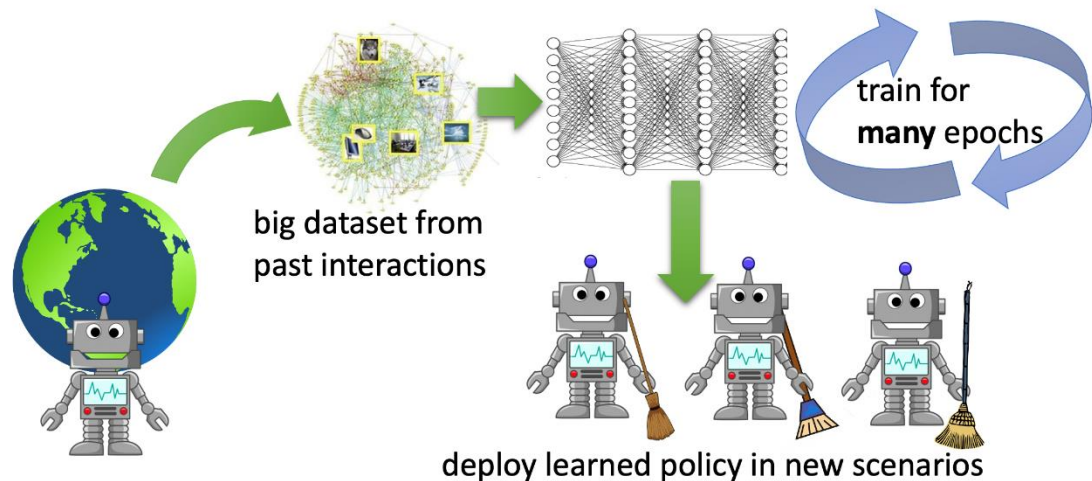 train for
many epochs
big dataset from
past interactions
deploy learned policy in new scenarios